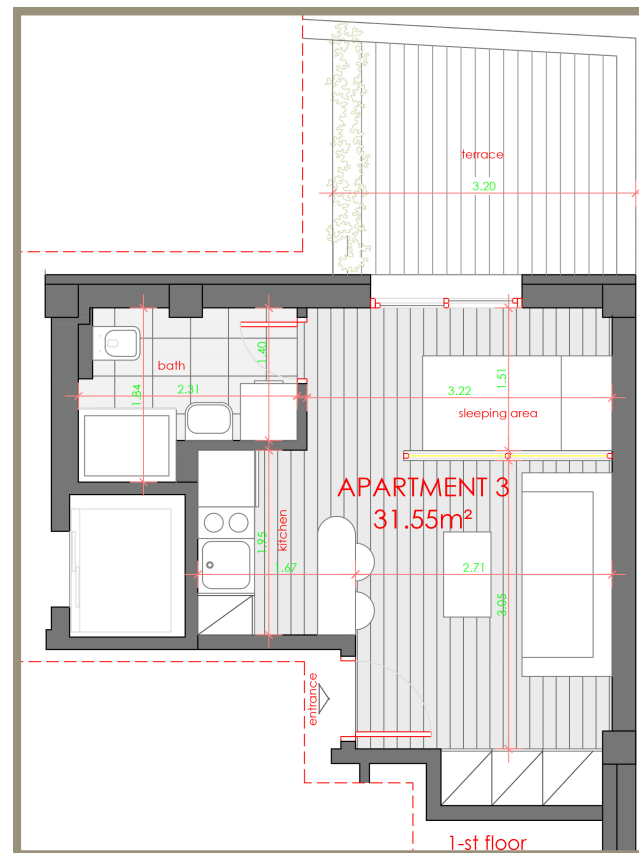 terrace
3.20
bath
1.40
2.31
1.84
3.22
1.51
sleeping area
APARTMENT 3
31.55m²
kitchen
1.95
1.67
2.71
3.05
entrance
1-st floor